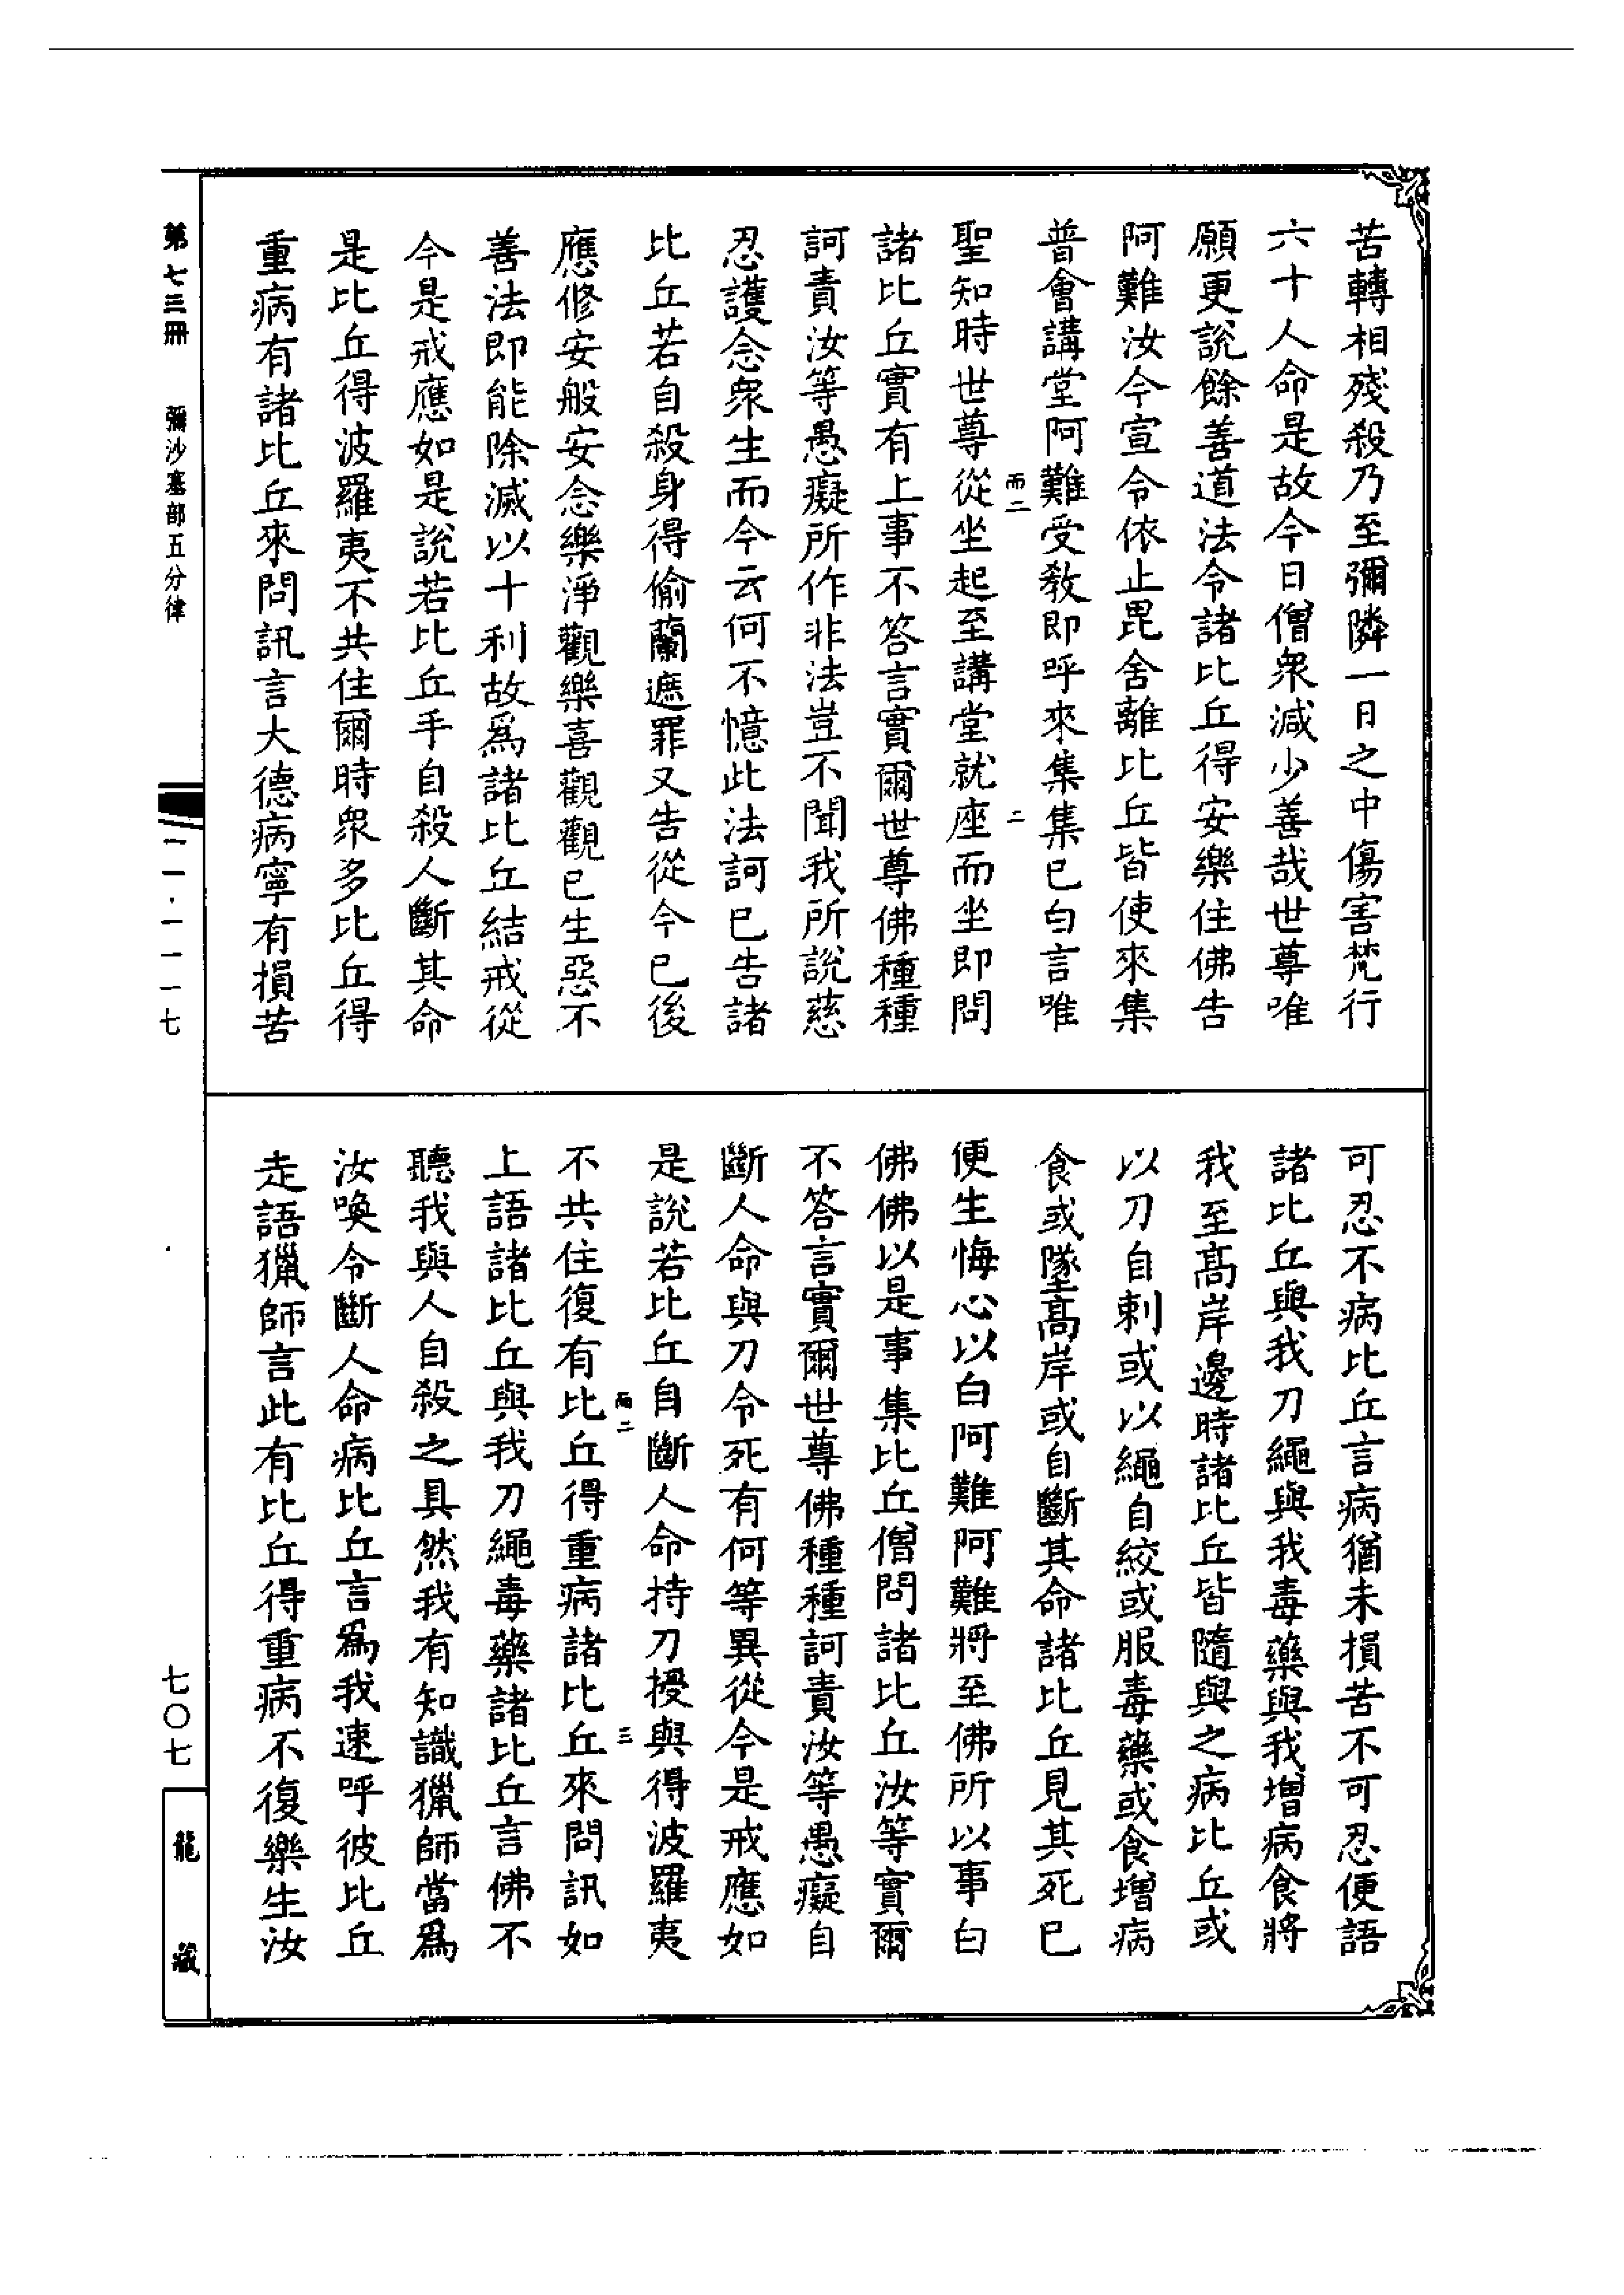 苦轉相殘殺乃至彌隣一日之中傷害梵行
六十人命是故今日僧衆減少善哉世尊唯
願更說餘善道法令諸比丘得安樂住佛告
阿難汝今宣令依止毘舍離比丘皆使來集
普會講堂阿難受敎即呼來集集已白言唯
而二
二
聖知時世尊從坐起至講堂就座而坐即問
諸比丘實有上事不答言實爾世尊佛種種
訶責汝等愚癡所作非法豈不聞我所說慈
忍護念衆生而今云何不憶此法訶已告諸
比丘若自殺身得偷蘭遮罪又告從今已後
應修安般安念樂淨觀樂喜觀觀已生惡不
善法即能除滅以十利故爲諸比丘結戒從
今是戒應如是說若比丘手自殺人斷其命
是比丘得波羅夷不共住爾時衆多比丘得
重病有諸比丘來問訊言大德病寧有損苦
可忍不病比丘言病猶未損苦不可忍便語
諸比丘與我刀繩與我毒藥與我增病食將
我至高岸邊時諸比丘皆隨與之病比丘或
以刀自刺或以繩自絞或服毒藥或食增病
食或墜高岸或自斷其命諸比丘見其死已
便生悔心以白阿難阿難將至佛所以事白
佛佛以是事集比丘僧問諸比丘汝等實爾
不答言實爾世尊佛種種訶責汝等愚癡自
斷人命與刀令死有何等異從今是戒應如
是說若比丘自斷人命持刀授與得波羅夷
而二
三
不共住復有比丘得重病諸比丘來問訊如
上語諸比丘與我刀繩毒藥諸比丘言佛不
聽我與人自殺之具然我有知識獵師當爲
汝喚令斷人命病比丘言爲我速呼彼比丘
走語獵師言此有比丘得重病不復樂生汝
第七三冊
彌沙塞部五分律
一一·一一一七
七〇七
龍藏